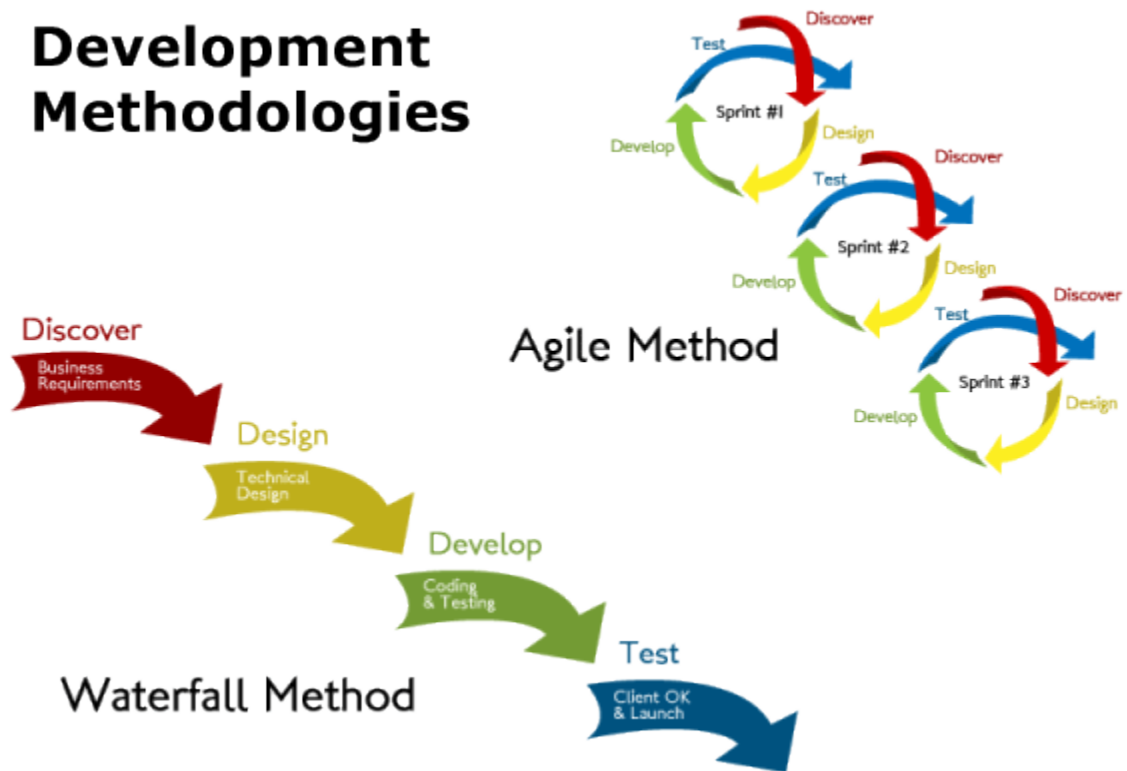 Development
Methodologies
Discover
Test
Sprint #1
Design
Develop
Discover
Test
Sprint #2
Design
Develop
Discover
Test
Sprint #3
Design
Develop
Agile Method
Discover
Business
Requirements
Design
Technical
Design
Develop
Coding
& Testing
Test
Client OK
& Launch
Waterfall Method